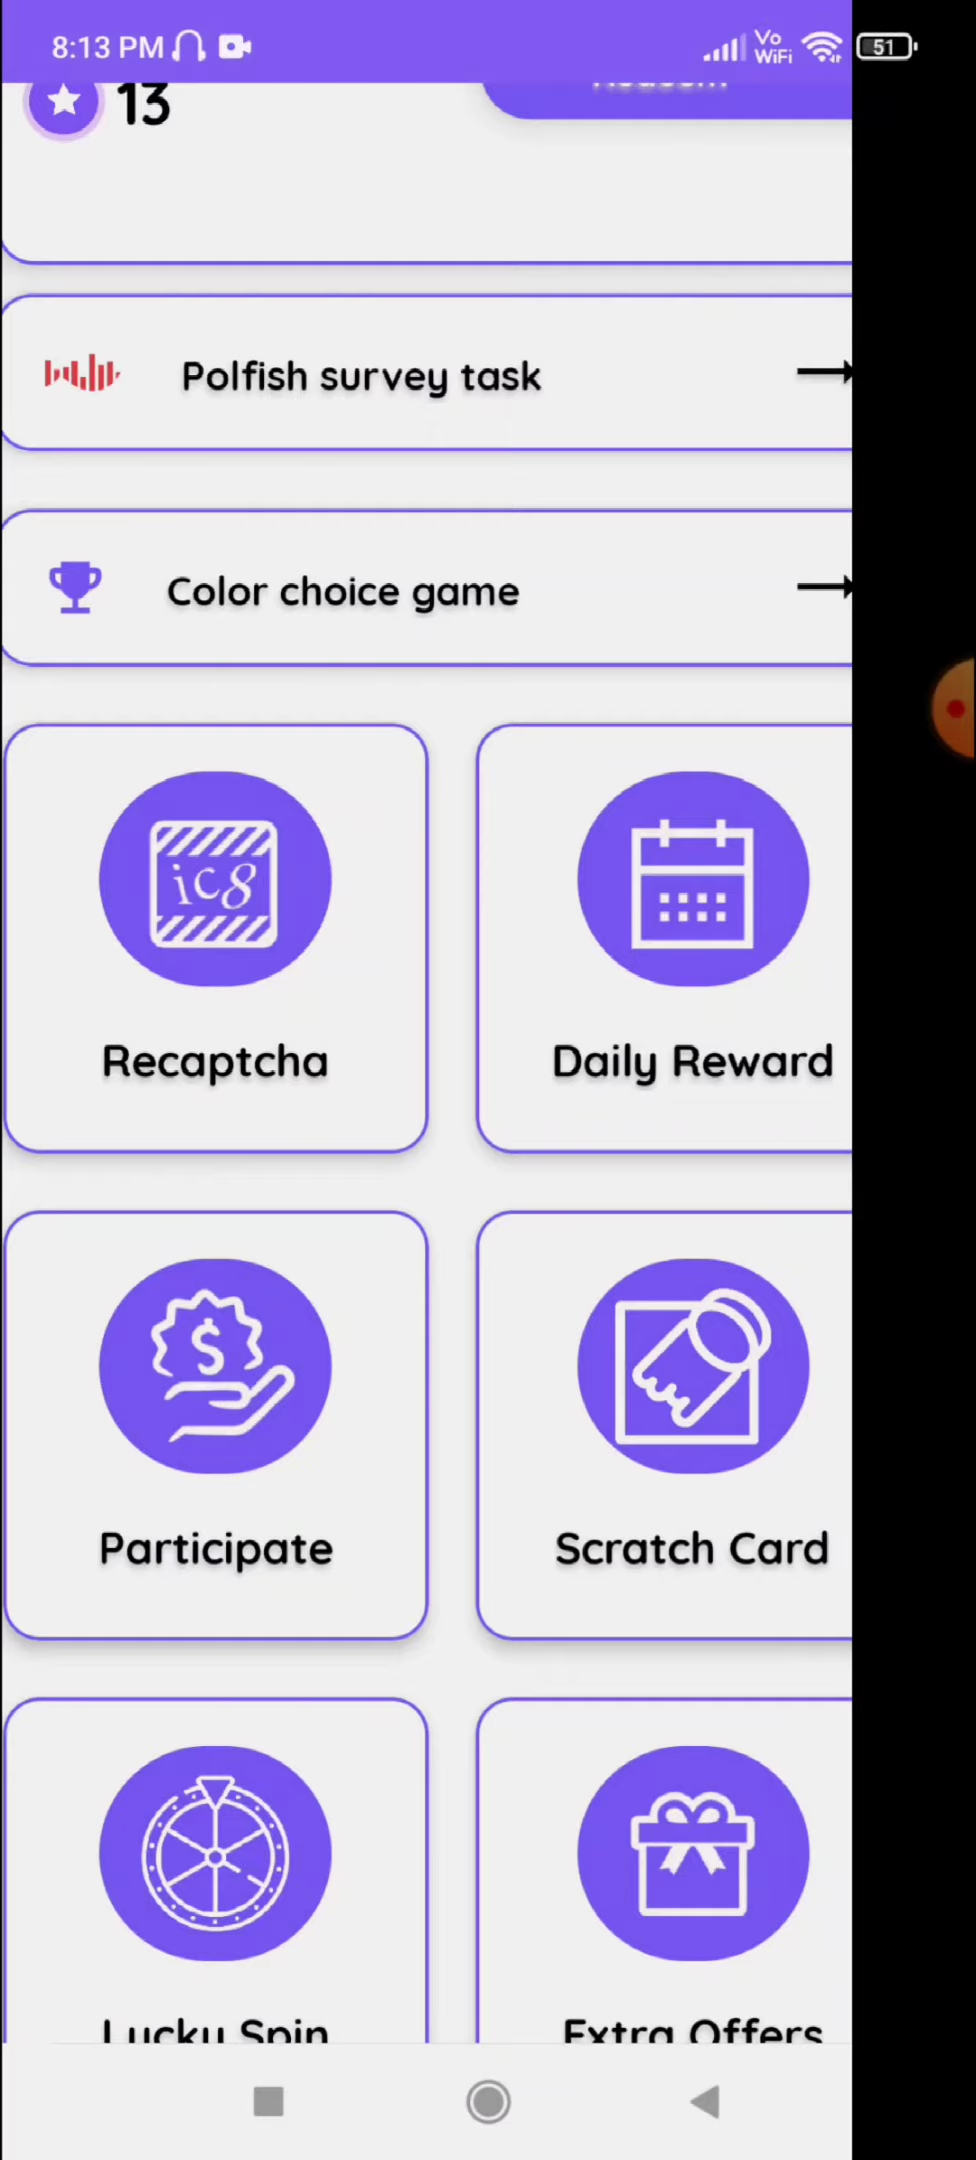 8:13 PM
Vo
WiFi
51
13
Polfish survey task
Color choice game
ic8
Recaptcha
Daily Reward
$
Participate
Scratch Card
Lucky Spin
Extra Offers